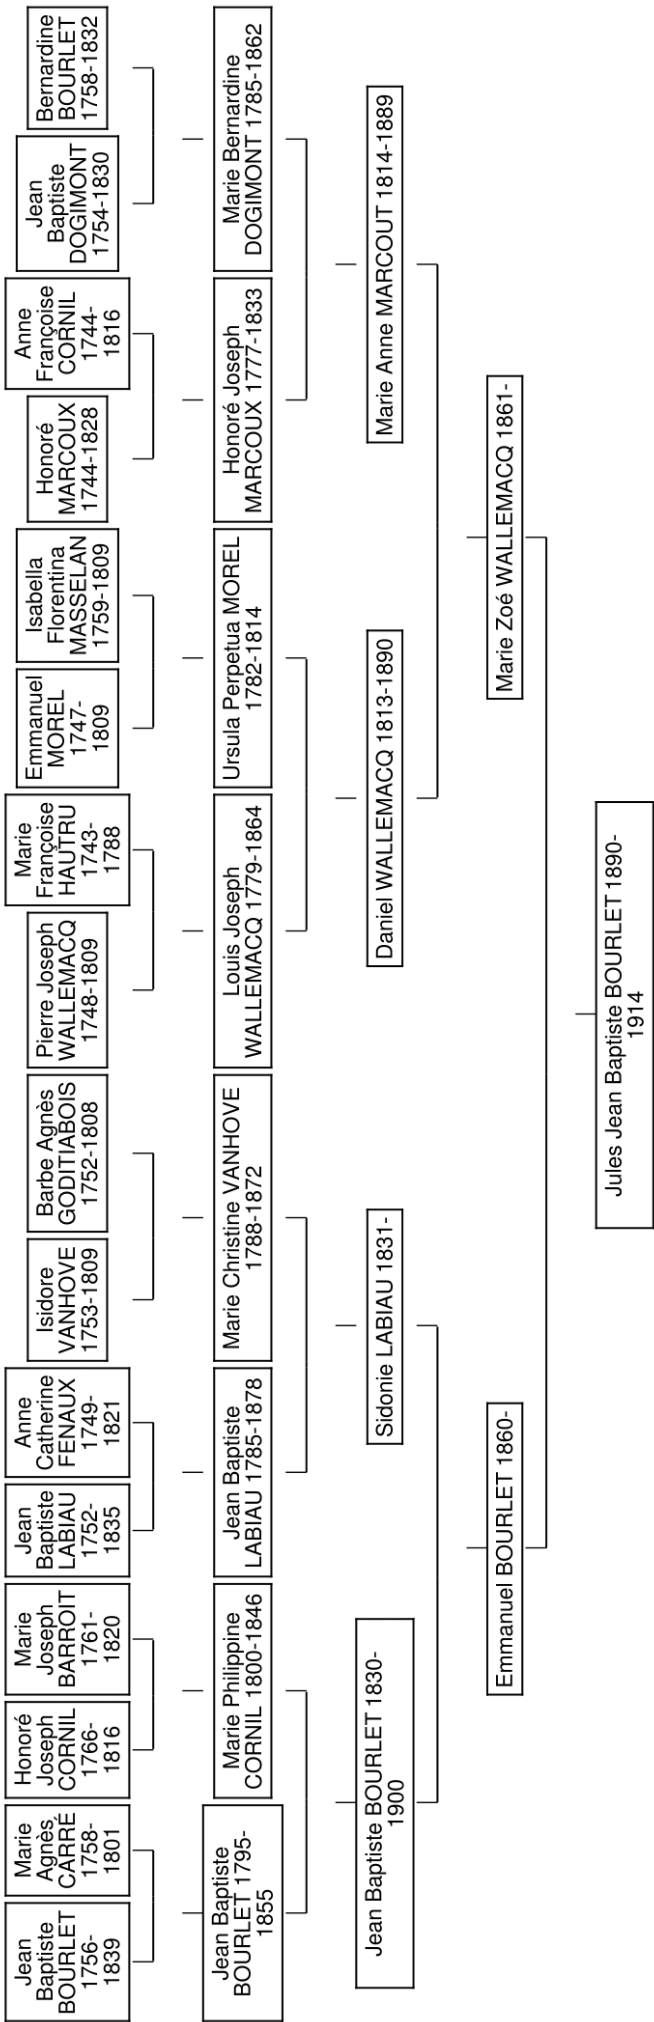 Jean
Baptiste
BOURLET
1756-
1839
Marie
Agnès
CARRÉ
1758-
1801
Honoré
Joseph
CORNIL
1766-
1816
Marie
Joseph
BARROIT
1761-
1820
Jean
Baptiste
LABIAU
1752-
1835
Anne
Catherine
FENAUX
1749-
1821
Isidore
VANHOVE
1753-1809
Barbe Agnès
GODITIABOIS
1752-1808
Pierre Joseph
WALLEMACQ
1748-1809
Marie
Françoise
HAUTRU
1743-
1788
Emmanuel
MOREL
1747-
1809
Isabella
Florentina
MASSELAN
1759-1809
Honoré
MARCOUX
1744-1828
Anne
Françoise
CORNIL
1744-
1816
Jean
Baptiste
DOGIMONT
1754-1830
Bernardine
BOURLET
1758-1832
Jean Baptiste
BOURLET 1795-
1855
Marie Philippine
CORNIL 1800-1846
Jean Baptiste
LABIAU 1785-1878
Marie Christine VANHOVE
1788-1872
Louis Joseph
WALLEMACQ 1779-1864
Ursula Perpetua MOREL
1782-1814
Honoré Joseph
MARCOUX 1777-1833
Marie Bernardine
DOGIMONT 1785-1862
Jean Baptiste BOURLET 1830-
1900
Sidonie LABIAU 1831-
Daniel WALLEMACQ 1813-1890
Marie Anne MARCOUT 1814-1889
Emmanuel BOURLET 1860-
Marie Zoé WALLEMACQ 1861-
Jules Jean Baptiste BOURLET 1890-
1914